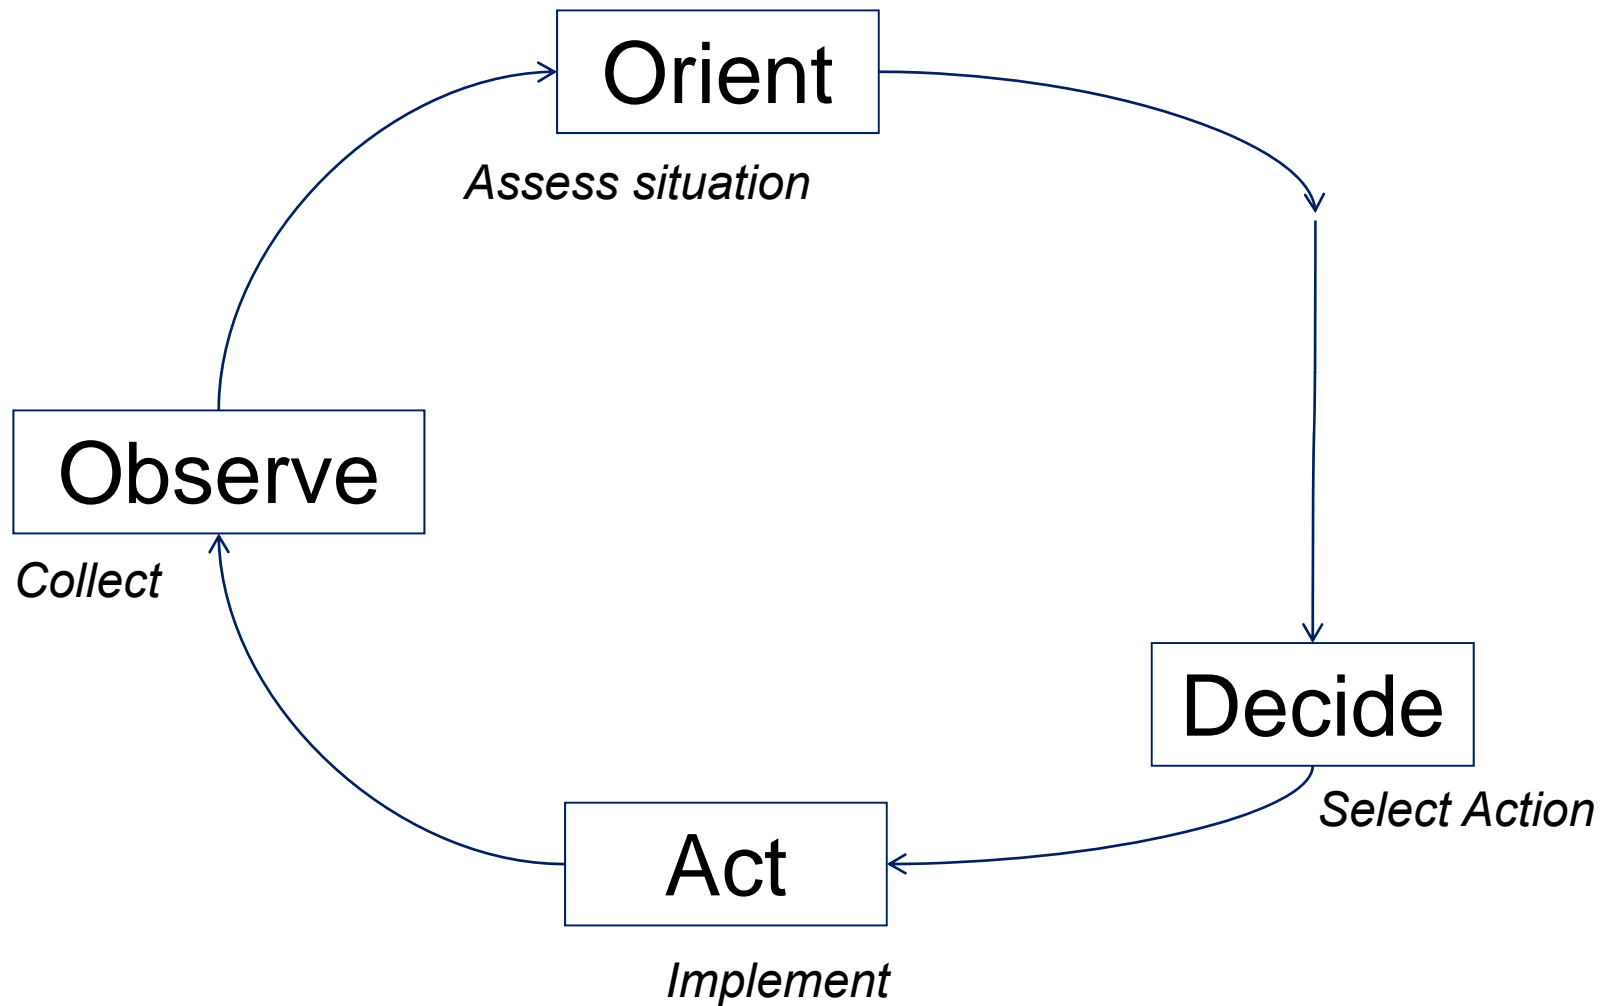 Orient
Assess situation
Observe
Collect
Decide
Select Action
Act
Implement